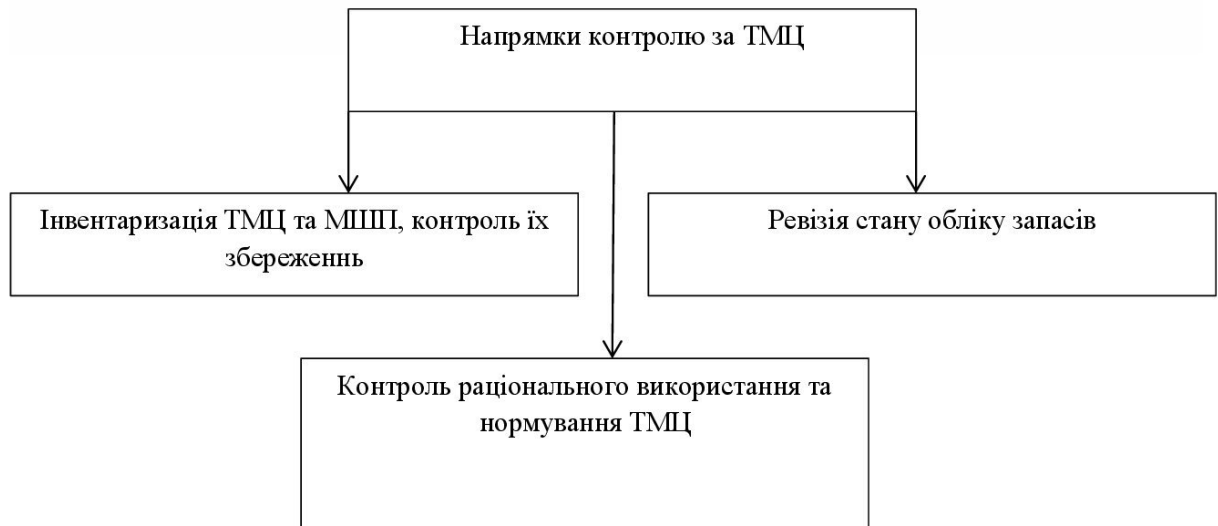 Напрямки контролю за ТМЦ
Інвентаризація ТМЦ та МШП, контроль їх
збереженнь
Ревізія стану обліку запасів
Контроль раціонального використання та
нормування ТМЦ